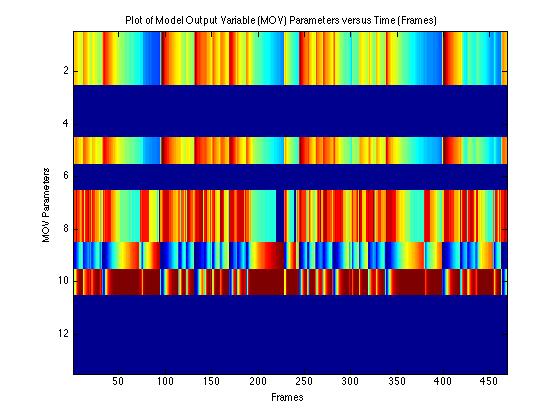 Plot of Model Output Variable (MOV) Parameters versus Time (Frames)
2
4
6
8
10
12
MOV Parameters
50 100 150 200 250 300 350 400 450
Frames